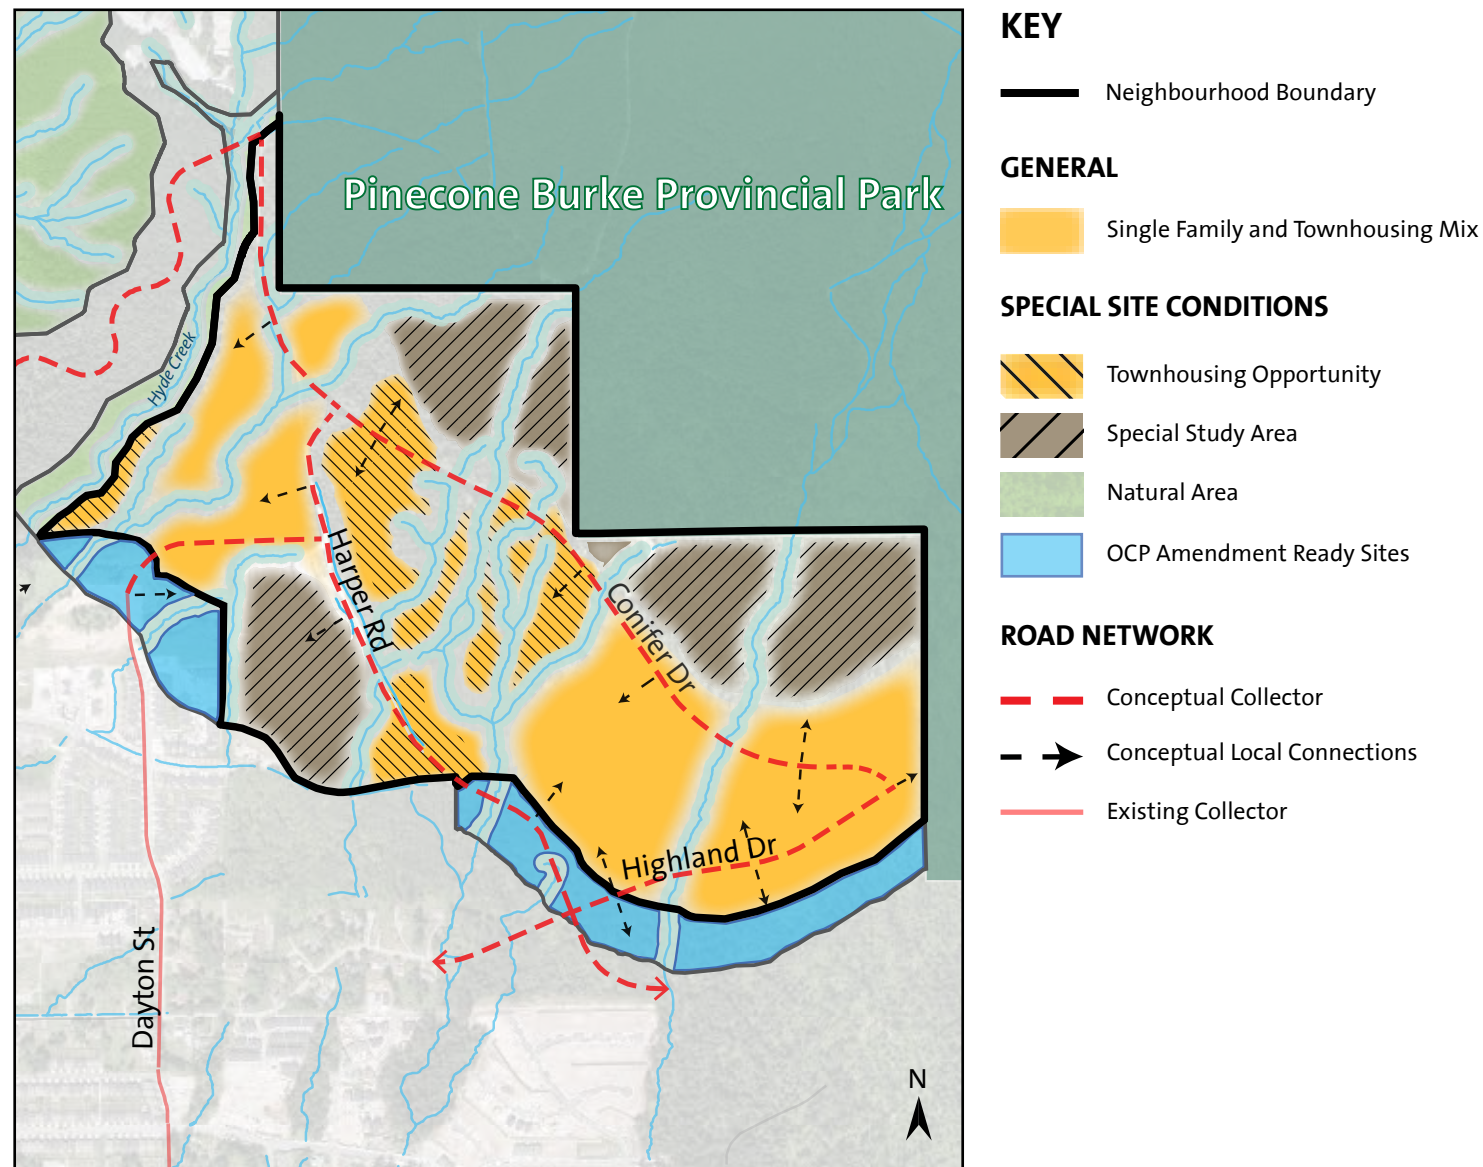 Pinecone Burke Provincial Park
Hyde Creek
Harper Rd
Conifer Dr
Highland Dr
Dayton St
N
KEY
Neighbourhood Boundary
GENERAL
Single Family and Townhousing Mix
SPECIAL SITE CONDITIONS
Townhousing Opportunity
Special Study Area
Natural Area
OCP Amendment Ready Sites
ROAD NETWORK
Conceptual Collector
Conceptual Local Connections
Existing Collector